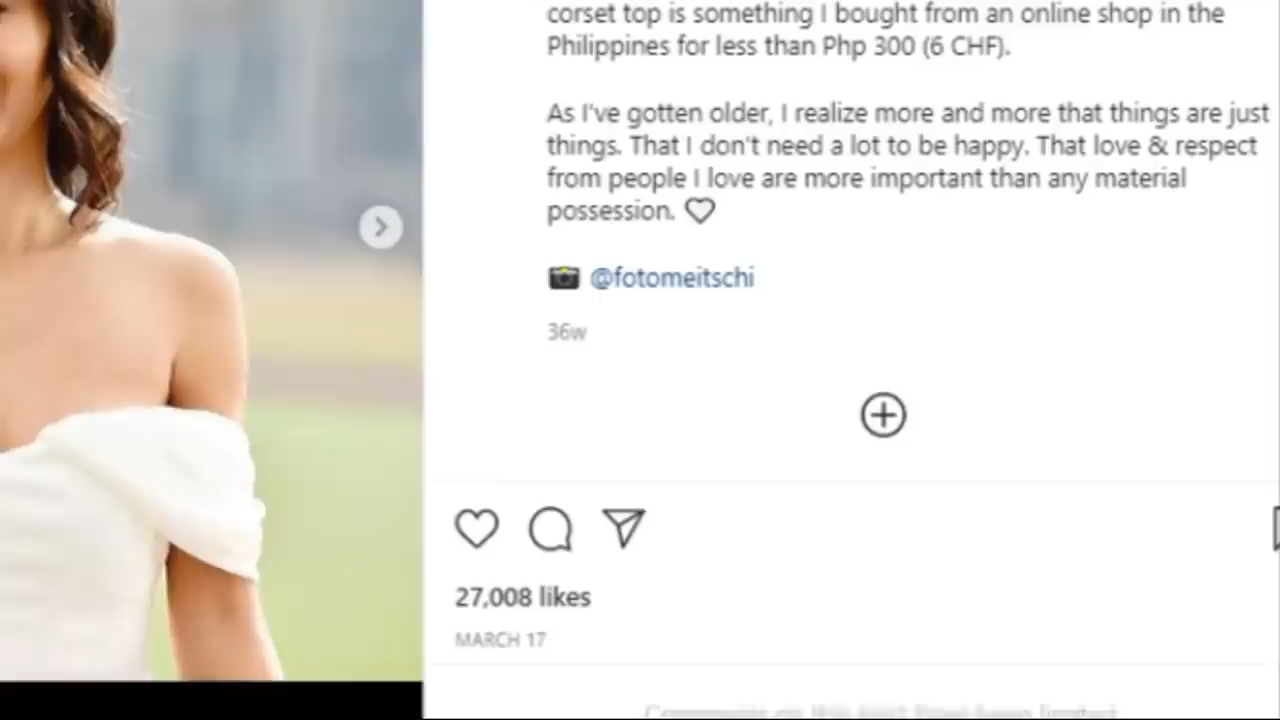 corset top is something I bought from an online shop in the
Philippines for less than Php 300 (6 CHF).
As I've gotten older, I realize more and more that things are just
things. That I don't need a lot to be happy. That love & respect
from people I love are more important than any material
possession.
@fotomeitschi
36w
27,008 likes
MARCH 17